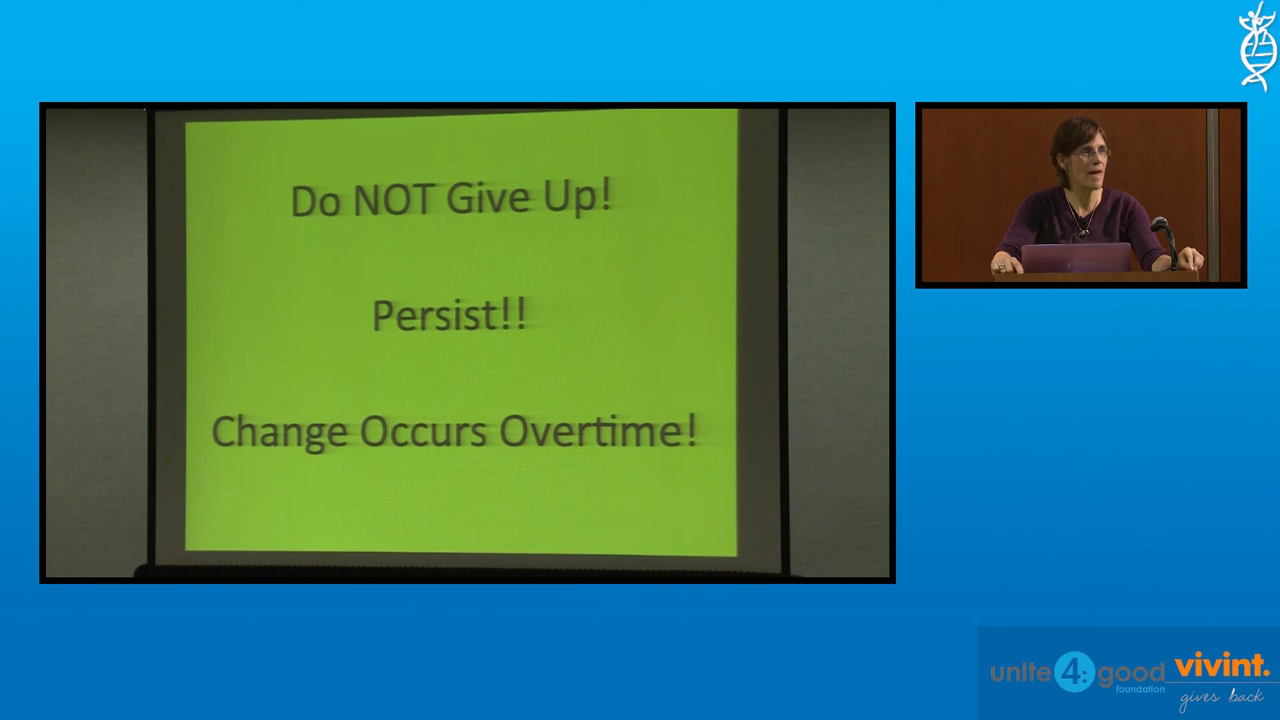 Do NOT Give Up!
Persist!!
Change Occurs Overtime!
unite 4: good
foundation
vivint.
gives back